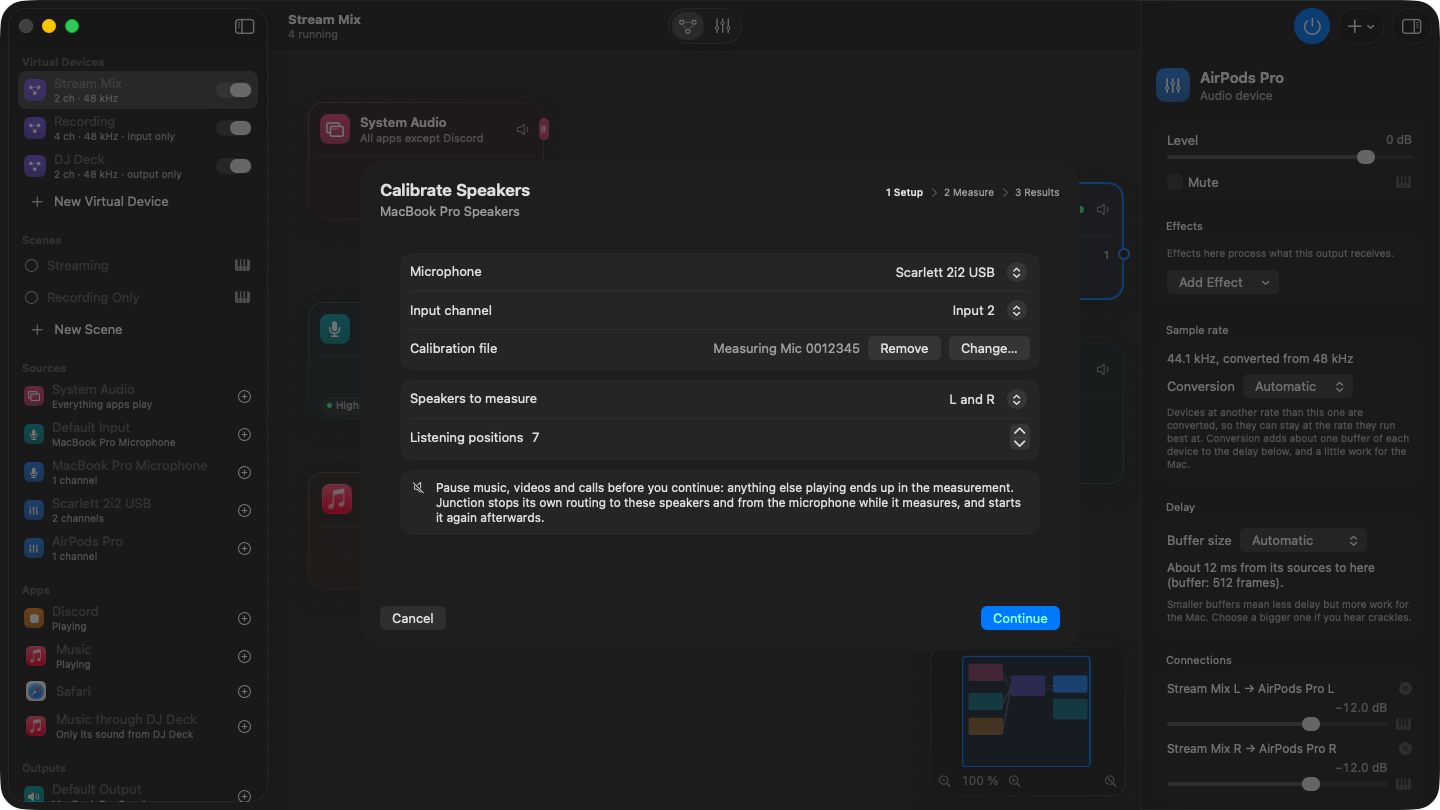 Stream Mix
4 running
Virtual Devices
Stream Mix
2 ch · 48 kHz
Recording
4 ch · 48 kHz · input only
DJ Deck
2 ch · 48 kHz · output only
New Virtual Device
Scenes
Streaming
Recording Only
New Scene
Sources
System Audio
Everything apps play
Default Input
MacBook Pro Microphone
MacBook Pro Microphone
1 channel
Scarlett 2i2 USB
2 channels
AirPods Pro
1 channel
Apps
Discord
Playing
Music
Playing
Safari
Music through DJ Deck
Only its sound from DJ Deck
Outputs
Default Output
System Audio
All apps except Discord
1
Calibrate Speakers
MacBook Pro Speakers
1 Setup
2 Measure
3 Results
Microphone
Scarlett 2i2 USB
Input channel
Input 2
Calibration file
Measuring Mic 0012345
Remove
Change...
Speakers to measure
L and R
Listening positions 7
Pause music, videos and calls before you continue: anything else playing ends up in the measurement.
Junction stops its own routing to these speakers and from the microphone while it measures, and starts
it again afterwards.
Cancel
Continue
100 %
AirPods Pro
Audio device
Level
0 dB
Mute
Effects
Effects here process what this output receives.
Add Effect
Sample rate
44.1 kHz, converted from 48 kHz
Conversion
Automatic
Devices at another rate than this one are
converted, so they can stay at the rate they run
best at. Conversion adds about one buffer of each
device to the delay below, and a little work for the
Mac.
Delay
Buffer size
Automatic
About 12 ms from its sources to here
(buffer: 512 frames).
Smaller buffers mean less delay but more work for
the Mac. Choose a bigger one if you hear crackles.
Connections
Stream Mix L → AirPods Pro L
−12.0 dB
Stream Mix R → AirPods Pro R
−12.0 dB